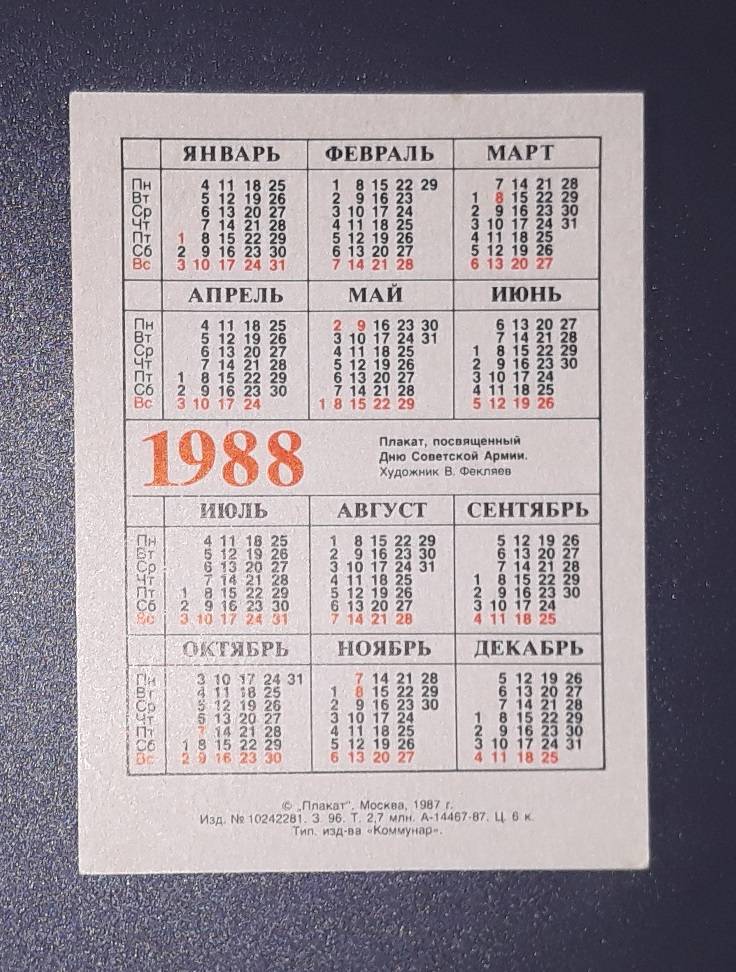 ЯНВАРЬ ФЕВРАЛЬ МАРТ
Пн 4 11 18 25 1 8 15 22 29 7 14 21 28
Вт 5 12 19 26 2 9 16 23 1 8 15 22 29
Ср 6 13 20 27 3 10 17 24 2 9 16 23 30
Чт 7 14 21 28 4 11 18 25 3 10 17 24 31
Пт 1 8 15 22 29 5 12 19 26 4 11 18 25
Сб 2 9 16 23 30 6 13 20 27 5 12 19 26
Вс 3 10 17 24 31 7 14 21 28 6 13 20 27
АПРЕЛЬ МАЙ ИЮНЬ
Пн 4 11 18 25 2 9 16 23 30 6 13 20 27
Вт 5 12 19 26 3 10 17 24 31 7 14 21 28
Ср 6 13 20 27 4 11 18 25 1 8 15 22 29
Чт 7 14 21 28 5 12 19 26 2 9 16 23 30
Пт 1 8 15 22 29 6 13 20 27 3 10 17 24
Сб 2 9 16 23 30 7 14 21 28 4 11 18 25
Вс 3 10 17 24 1 8 15 22 29 5 12 19 26
1988
Плакат, посвященный
Дню Советской Армии.
Художник В. Фекляев
ИЮЛЬ АВГУСТ СЕНТЯБРЬ
Пн 4 11 18 25 1 8 15 22 29 5 12 19 26
Вт 5 12 19 26 2 9 16 23 30 6 13 20 27
Ср 6 13 20 27 3 10 17 24 31 7 14 21 28
Чт 7 14 21 28 4 11 18 25 1 8 15 22 29
Пт 1 8 15 22 29 5 12 19 26 2 9 16 23 30
Сб 2 9 16 23 30 6 13 20 27 3 10 17 24
Вс 3 10 17 24 31 7 14 21 28 4 11 18 25
ОКТЯБРЬ НОЯБРЬ ДЕКАБРЬ
Пн 3 10 17 24 31 7 14 21 28 5 12 19 26
Вт 4 11 18 25 1 8 15 22 29 6 13 20 27
Ср 5 12 19 26 2 9 16 23 30 7 14 21 28
Чт 6 13 20 27 3 10 17 24 1 8 15 22 29
Пт 7 14 21 28 4 11 18 25 2 9 16 23 30
Сб 1 8 15 22 29 5 12 19 26 3 10 17 24 31
Вс 2 9 16 23 30 6 13 20 27 4 11 18 25
© „Плакат". Москва, 1987 г.
Изд. № 10242281. З. 96. Т. 2,7 млн. А-14467-87. Ц. 6 к.
Тип. изд-ва «Коммунар».